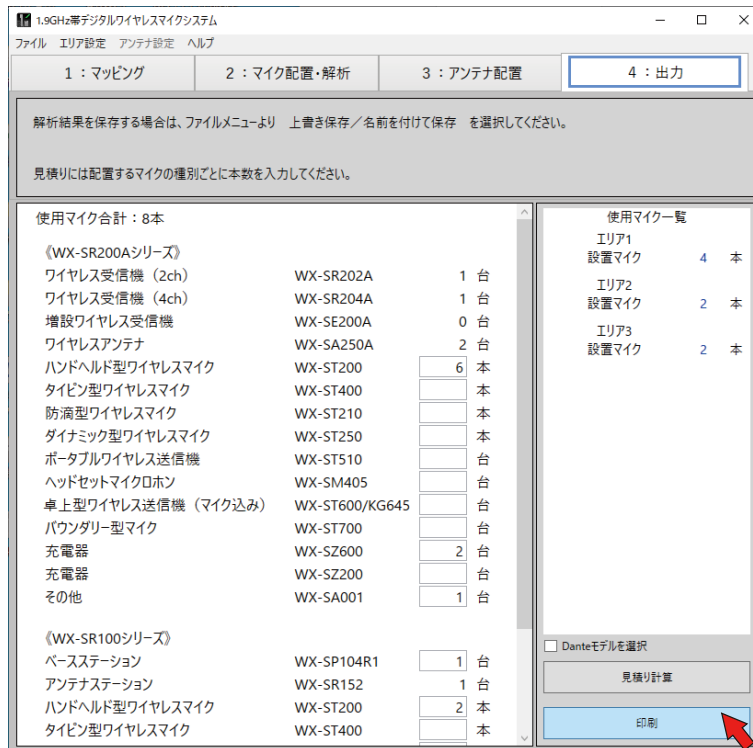 1.9GHz帯デジタルワイヤレスマイクシステム
ファイル エリア設定 アンテナ設定 ヘルプ
1：マッピング 2：マイク配置・解析 3：アンテナ配置 4：出力
解析結果を保存する場合は、ファイルメニューより 上書き保存／名前を付けて保存 を選択してください。
見積りには配置するマイクの種別ごとに本数を入力してください。
使用マイク合計：8本
《WX-SR200Aシリーズ》
ワイヤレス受信機（2ch） WX-SR202A 1 台
ワイヤレス受信機（4ch） WX-SR204A 1 台
増設ワイヤレス受信機 WX-SE200A 0 台
ワイヤレスアンテナ WX-SA250A 2 台
ハンドヘルド型ワイヤレスマイク WX-ST200 6 本
タイピン型ワイヤレスマイク WX-ST400 本
防滴型ワイヤレスマイク WX-ST210 本
ダイナミック型ワイヤレスマイク WX-ST250 本
ポータブルワイヤレス送信機 WX-ST510 台
ヘッドセットマイクロホン WX-SM405 台
卓上型ワイヤレス送信機（マイク込み） WX-ST600/KG645 台
バウンダリー型マイク WX-ST700 台
充電器 WX-SZ600 2 台
充電器 WX-SZ200 台
その他 WX-SA001 1 台
《WX-SR100シリーズ》
ベースステーション WX-SP104R1 1 台
アンテナステーション WX-SR152 1 台
ハンドヘルド型ワイヤレスマイク WX-ST200 2 本
タイピン型ワイヤレスマイク WX-ST400 本
使用マイク一覧
エリア1
設置マイク 4 本
エリア2
設置マイク 2 本
エリア3
設置マイク 2 本
Danteモデルを選択
見積り計算
印刷